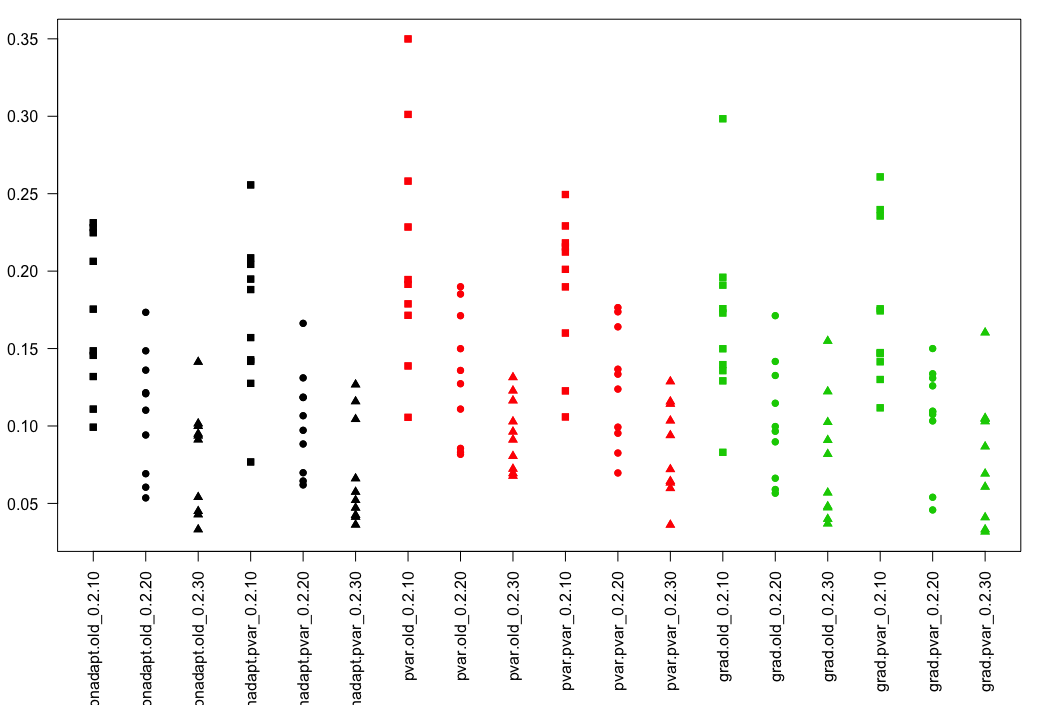 0.35
0.30
0.25
0.20
0.15
0.10
0.05
onadapt.old_0.2.10
onadapt.old_0.2.20
onadapt.old_0.2.30
nadapt.pvar_0.2.10
nadapt.pvar_0.2.20
nadapt.pvar_0.2.30
pvar.old_0.2.10
pvar.old_0.2.20
pvar.old_0.2.30
pvar.pvar_0.2.10
pvar.pvar_0.2.20
pvar.pvar_0.2.30
grad.old_0.2.10
grad.old_0.2.20
grad.old_0.2.30
grad.pvar_0.2.10
grad.pvar_0.2.20
grad.pvar_0.2.30